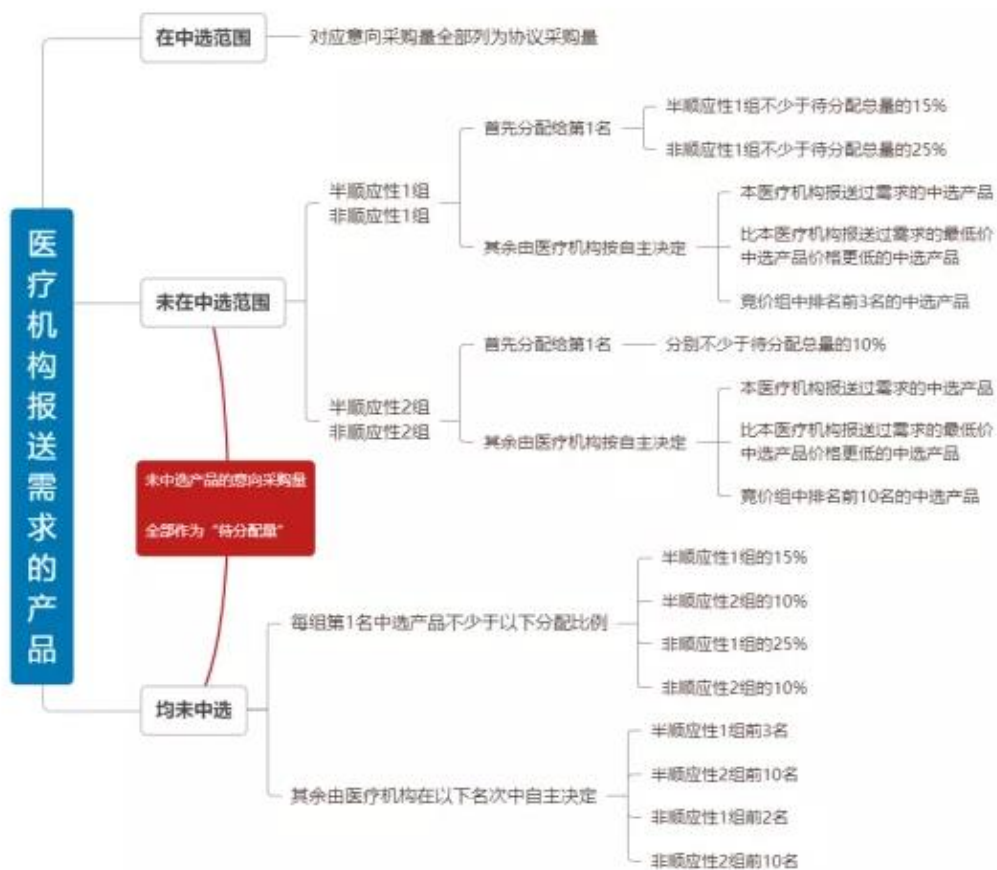 医疗机构报送需求的产品
在中选范围
对应意向采购量全部列为协议采购量
未在中选范围
半顺应性1组
非顺应性1组
首先分配给第1名
半顺应性1组不少于待分配总量的15%
非顺应性1组不少于待分配总量的25%
其余由医疗机构按自主决定
本医疗机构报送过需求的中选产品
比本医疗机构报送过需求的最低价
中选产品价格更低的中选产品
竞价组中排名前3名的中选产品
半顺应性2组
非顺应性2组
首先分配给第1名
分别不少于待分配总量的10%
其余由医疗机构按自主决定
本医疗机构报送过需求的中选产品
比本医疗机构报送过需求的最低价
中选产品价格更低的中选产品
竞价组中排名前10名的中选产品
未中选产品的意向采购量
全部作为“待分配量”
均未中选
每组第1名中选产品不少于以下分配比例
半顺应性1组的15%
半顺应性2组的10%
非顺应性1组的25%
非顺应性2组的10%
其余由医疗机构在以下名次中自主决定
半顺应性1组前3名
半顺应性2组前10名
非顺应性1组前2名
非顺应性2组前10名